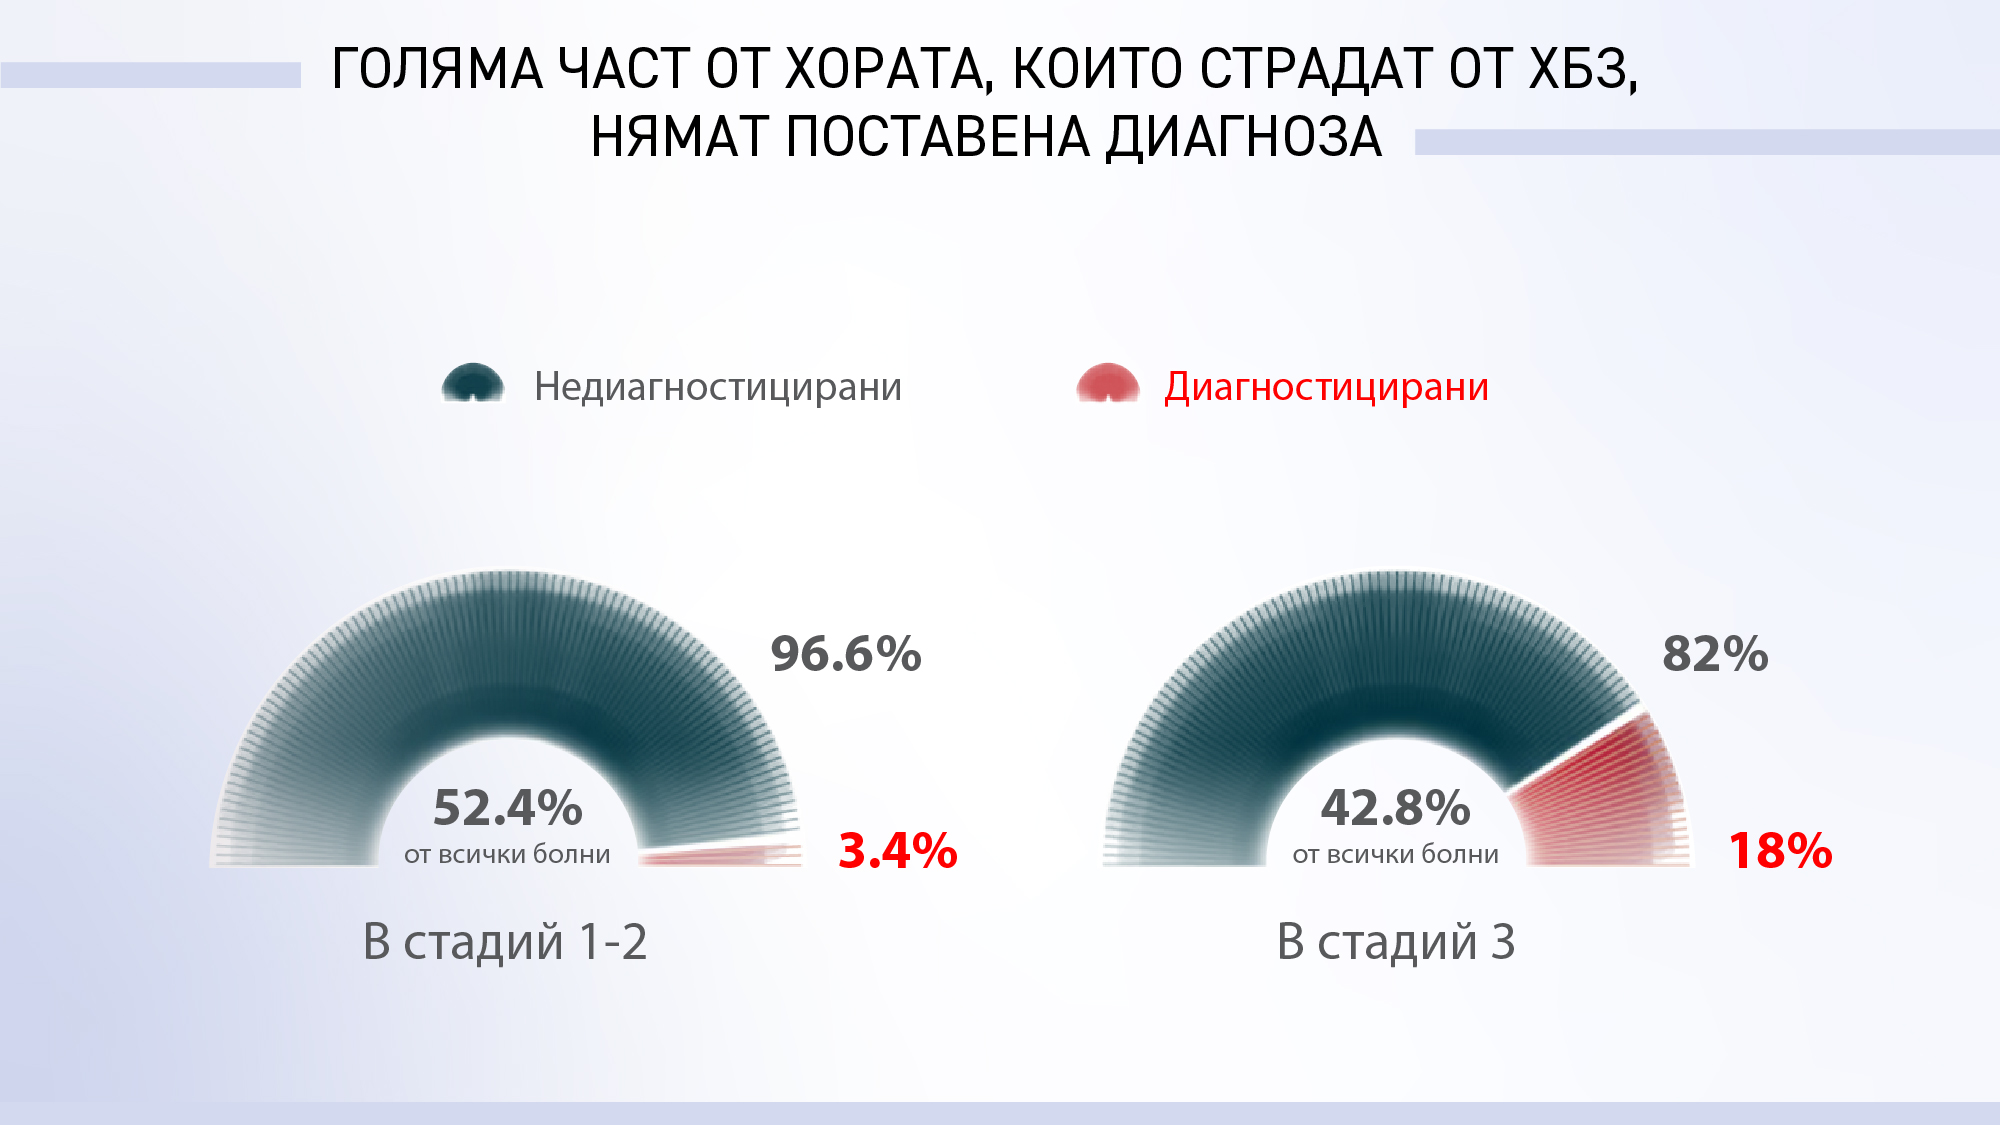 ГОЛЯМА ЧАСТ ОТ ХОРАТА, КОИТО СТРАДАТ ОТ ХБЗ,
НЯМАТ ПОСТАВЕНА ДИАГНОЗА
Недиагностицирани
Диагностицирани
96.6%
52.4%
от всички болни
3.4%
В стадий 1-2
82%
42.8%
от всички болни
18%
В стадий 3